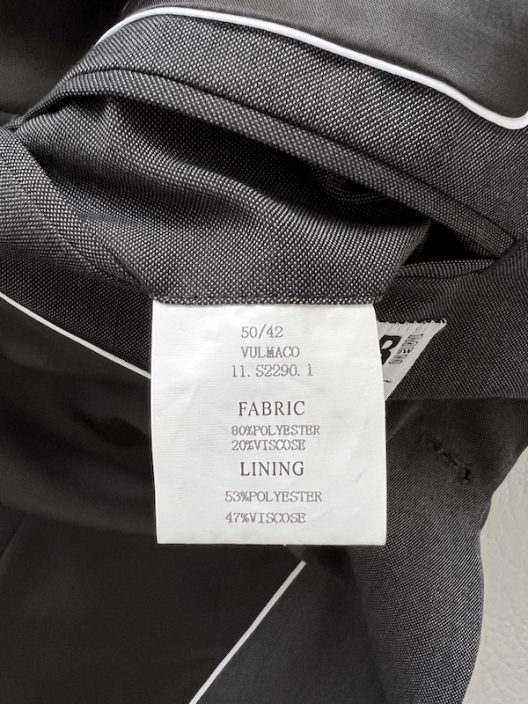 50/42
VULMACO
11. S2290. 1
FABRIC
80%POLYESTER
20%VISCOSE
LINING
53%POLYESTER
47%VISCOSE